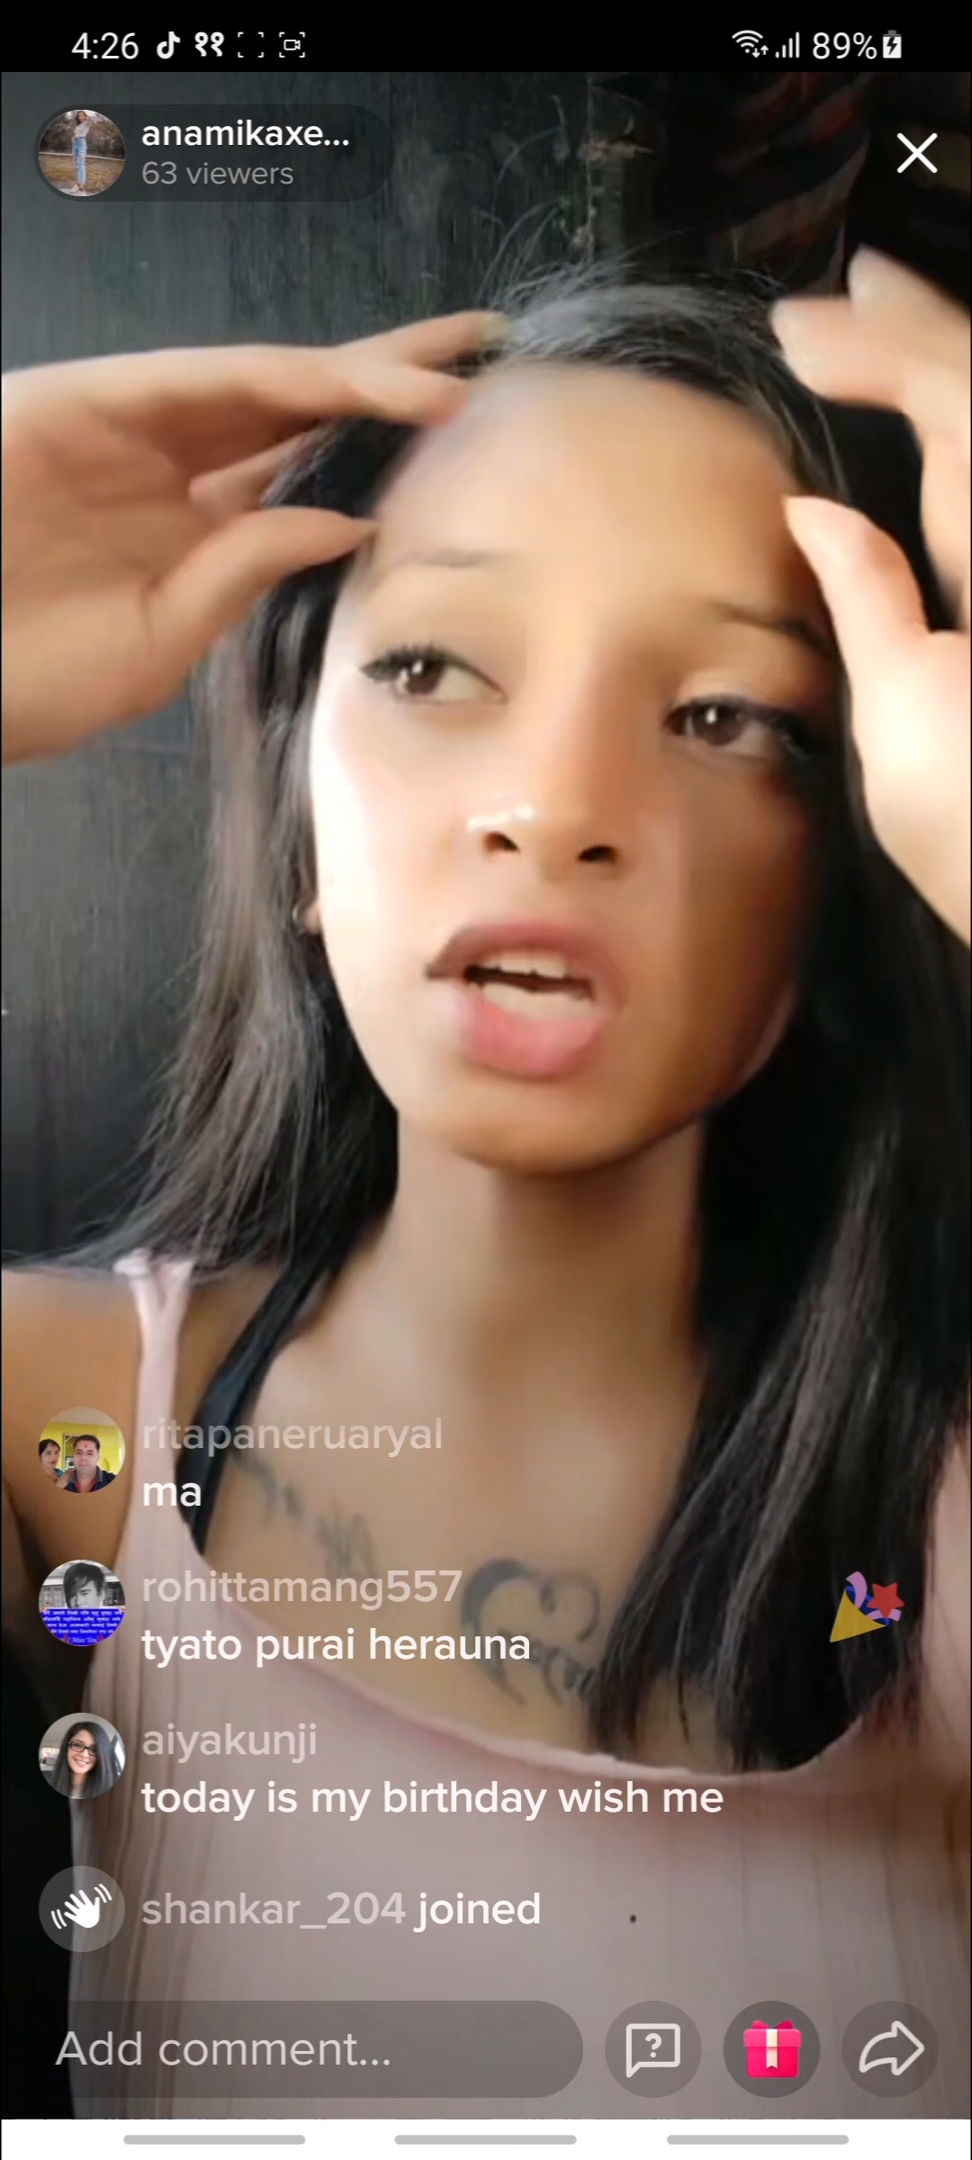 4:26 ११ 89%
anamikaxe...
63 viewers
ritapaneruaryal
ma
rohittamang557
tyato purai herauna
aiyakunji
today is my birthday wish me
shankar_204 joined
Add comment...